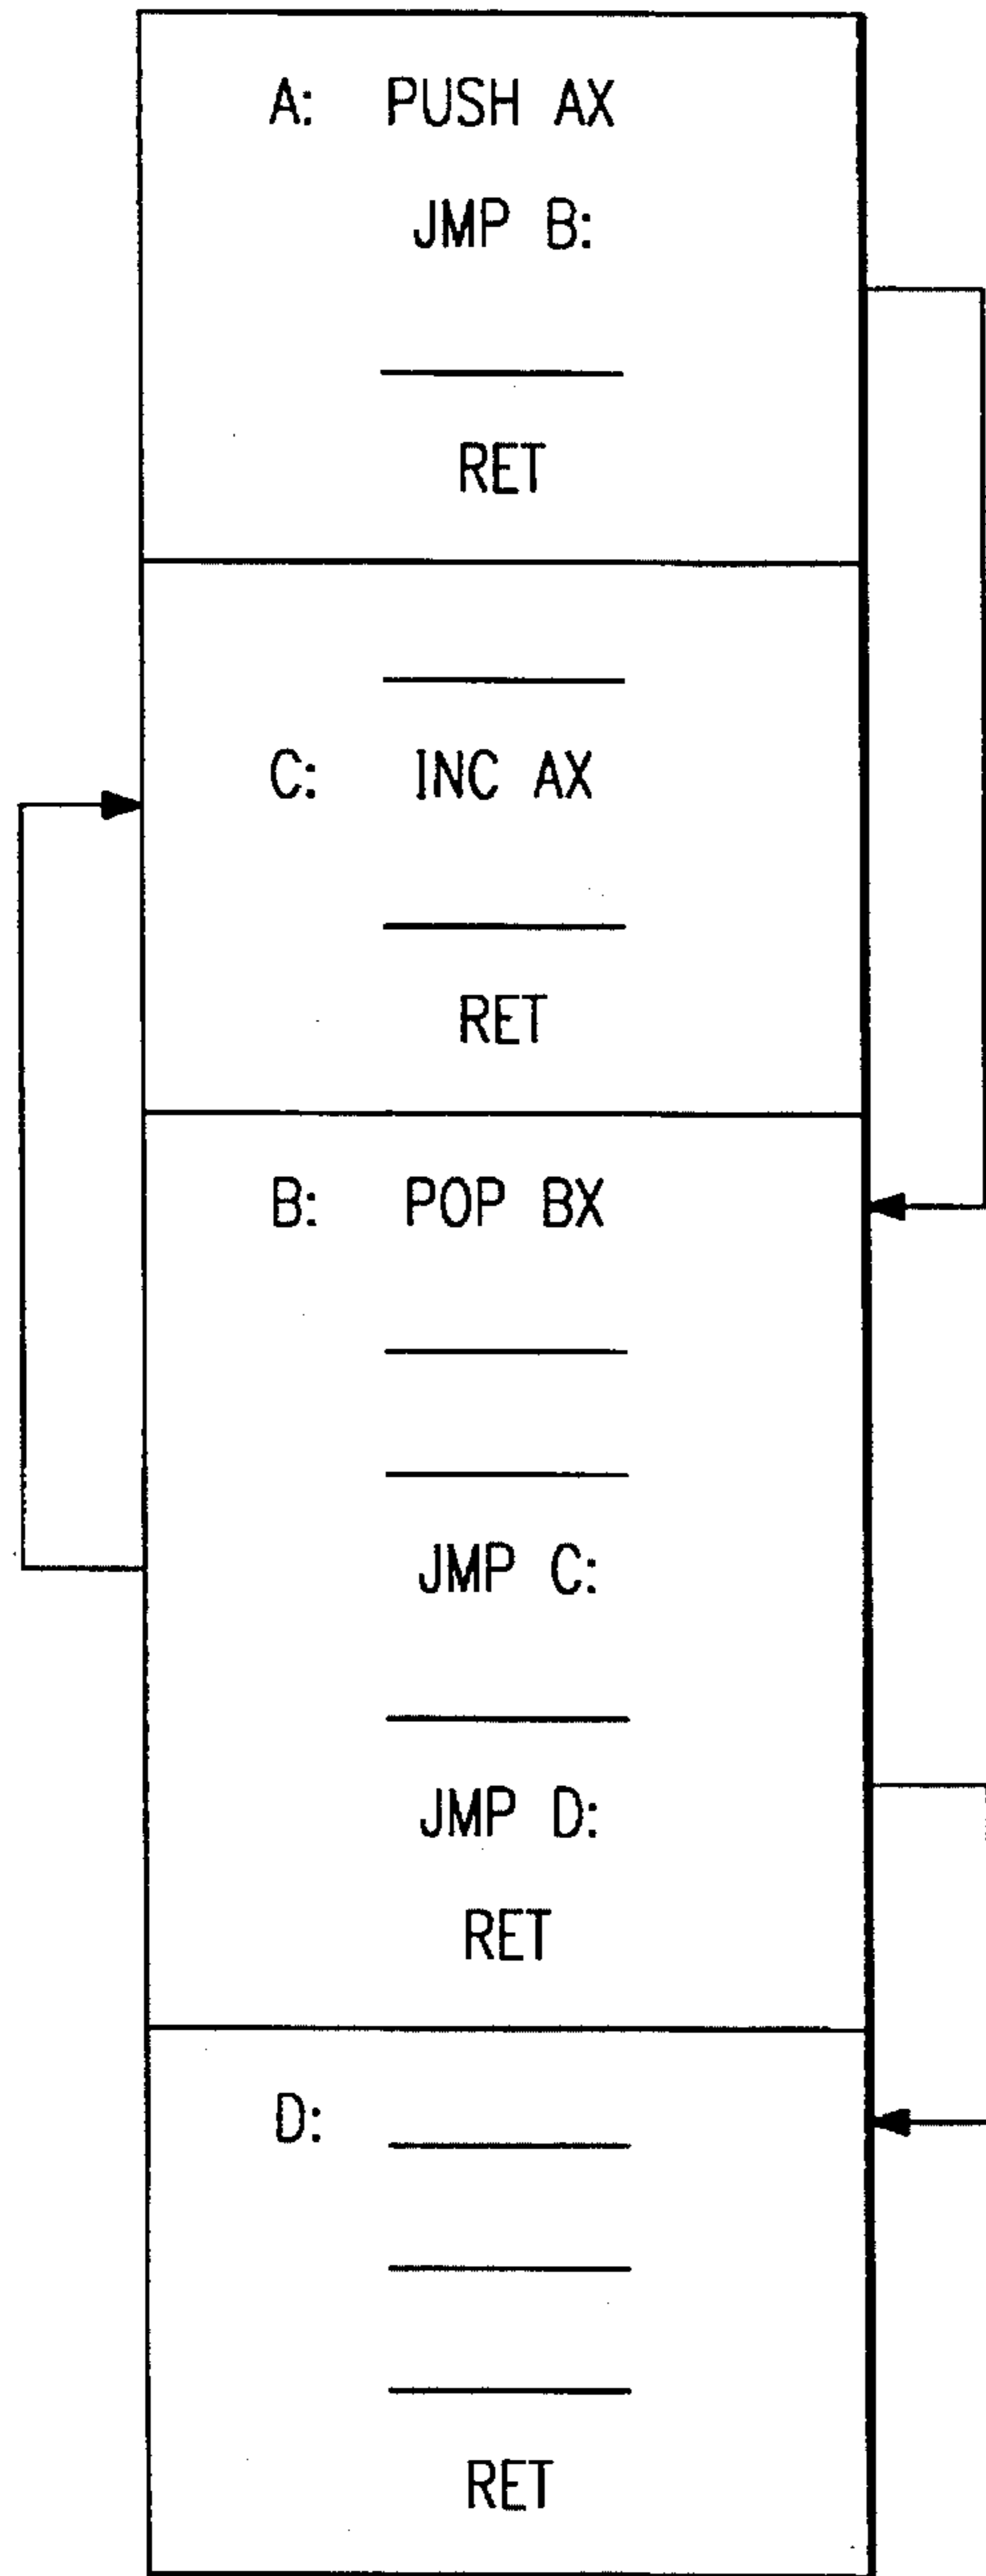 A: PUSH AX
JMP B:
RET
C: INC AX
RET
B: POP BX
JMP C:
JMP D:
RET
D:
RET